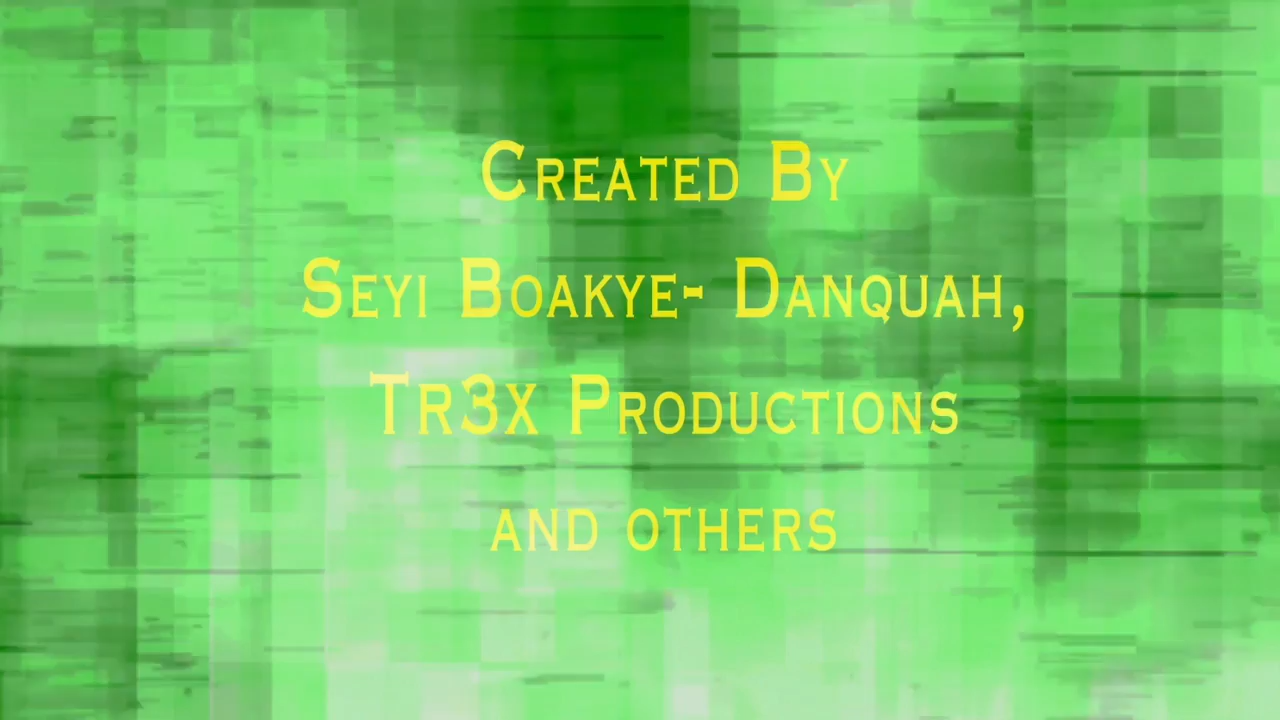 Created By
Seyi Boakye- Danquah,
Tr3x Productions
and others